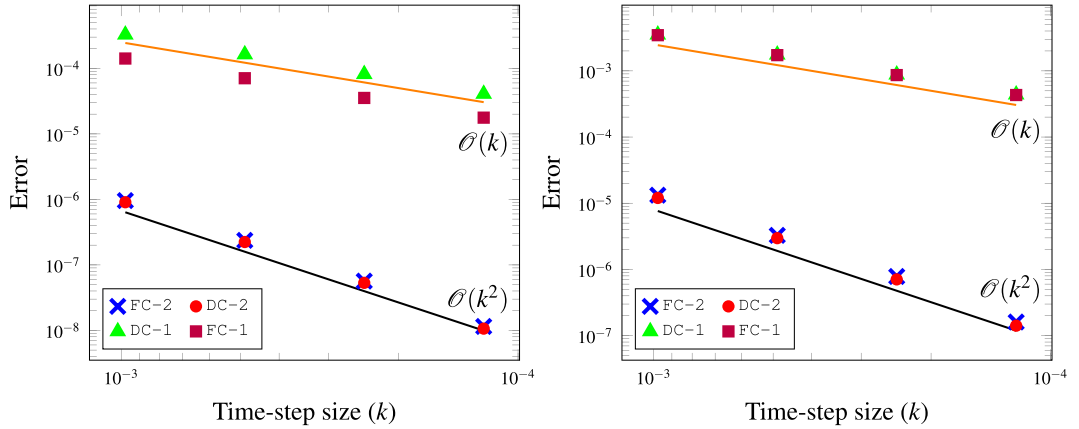 10^-4
10^-5
10^-6
10^-7
10^-8
Error
𝒪(k)
𝒪(k^2)
FC-2 DC-2
DC-1 FC-1
10^-3 10^-4
Time-step size (k)
10^-3
10^-4
10^-5
10^-6
10^-7
Error
𝒪(k)
𝒪(k^2)
FC-2 DC-2
DC-1 FC-1
10^-3 10^-4
Time-step size (k)